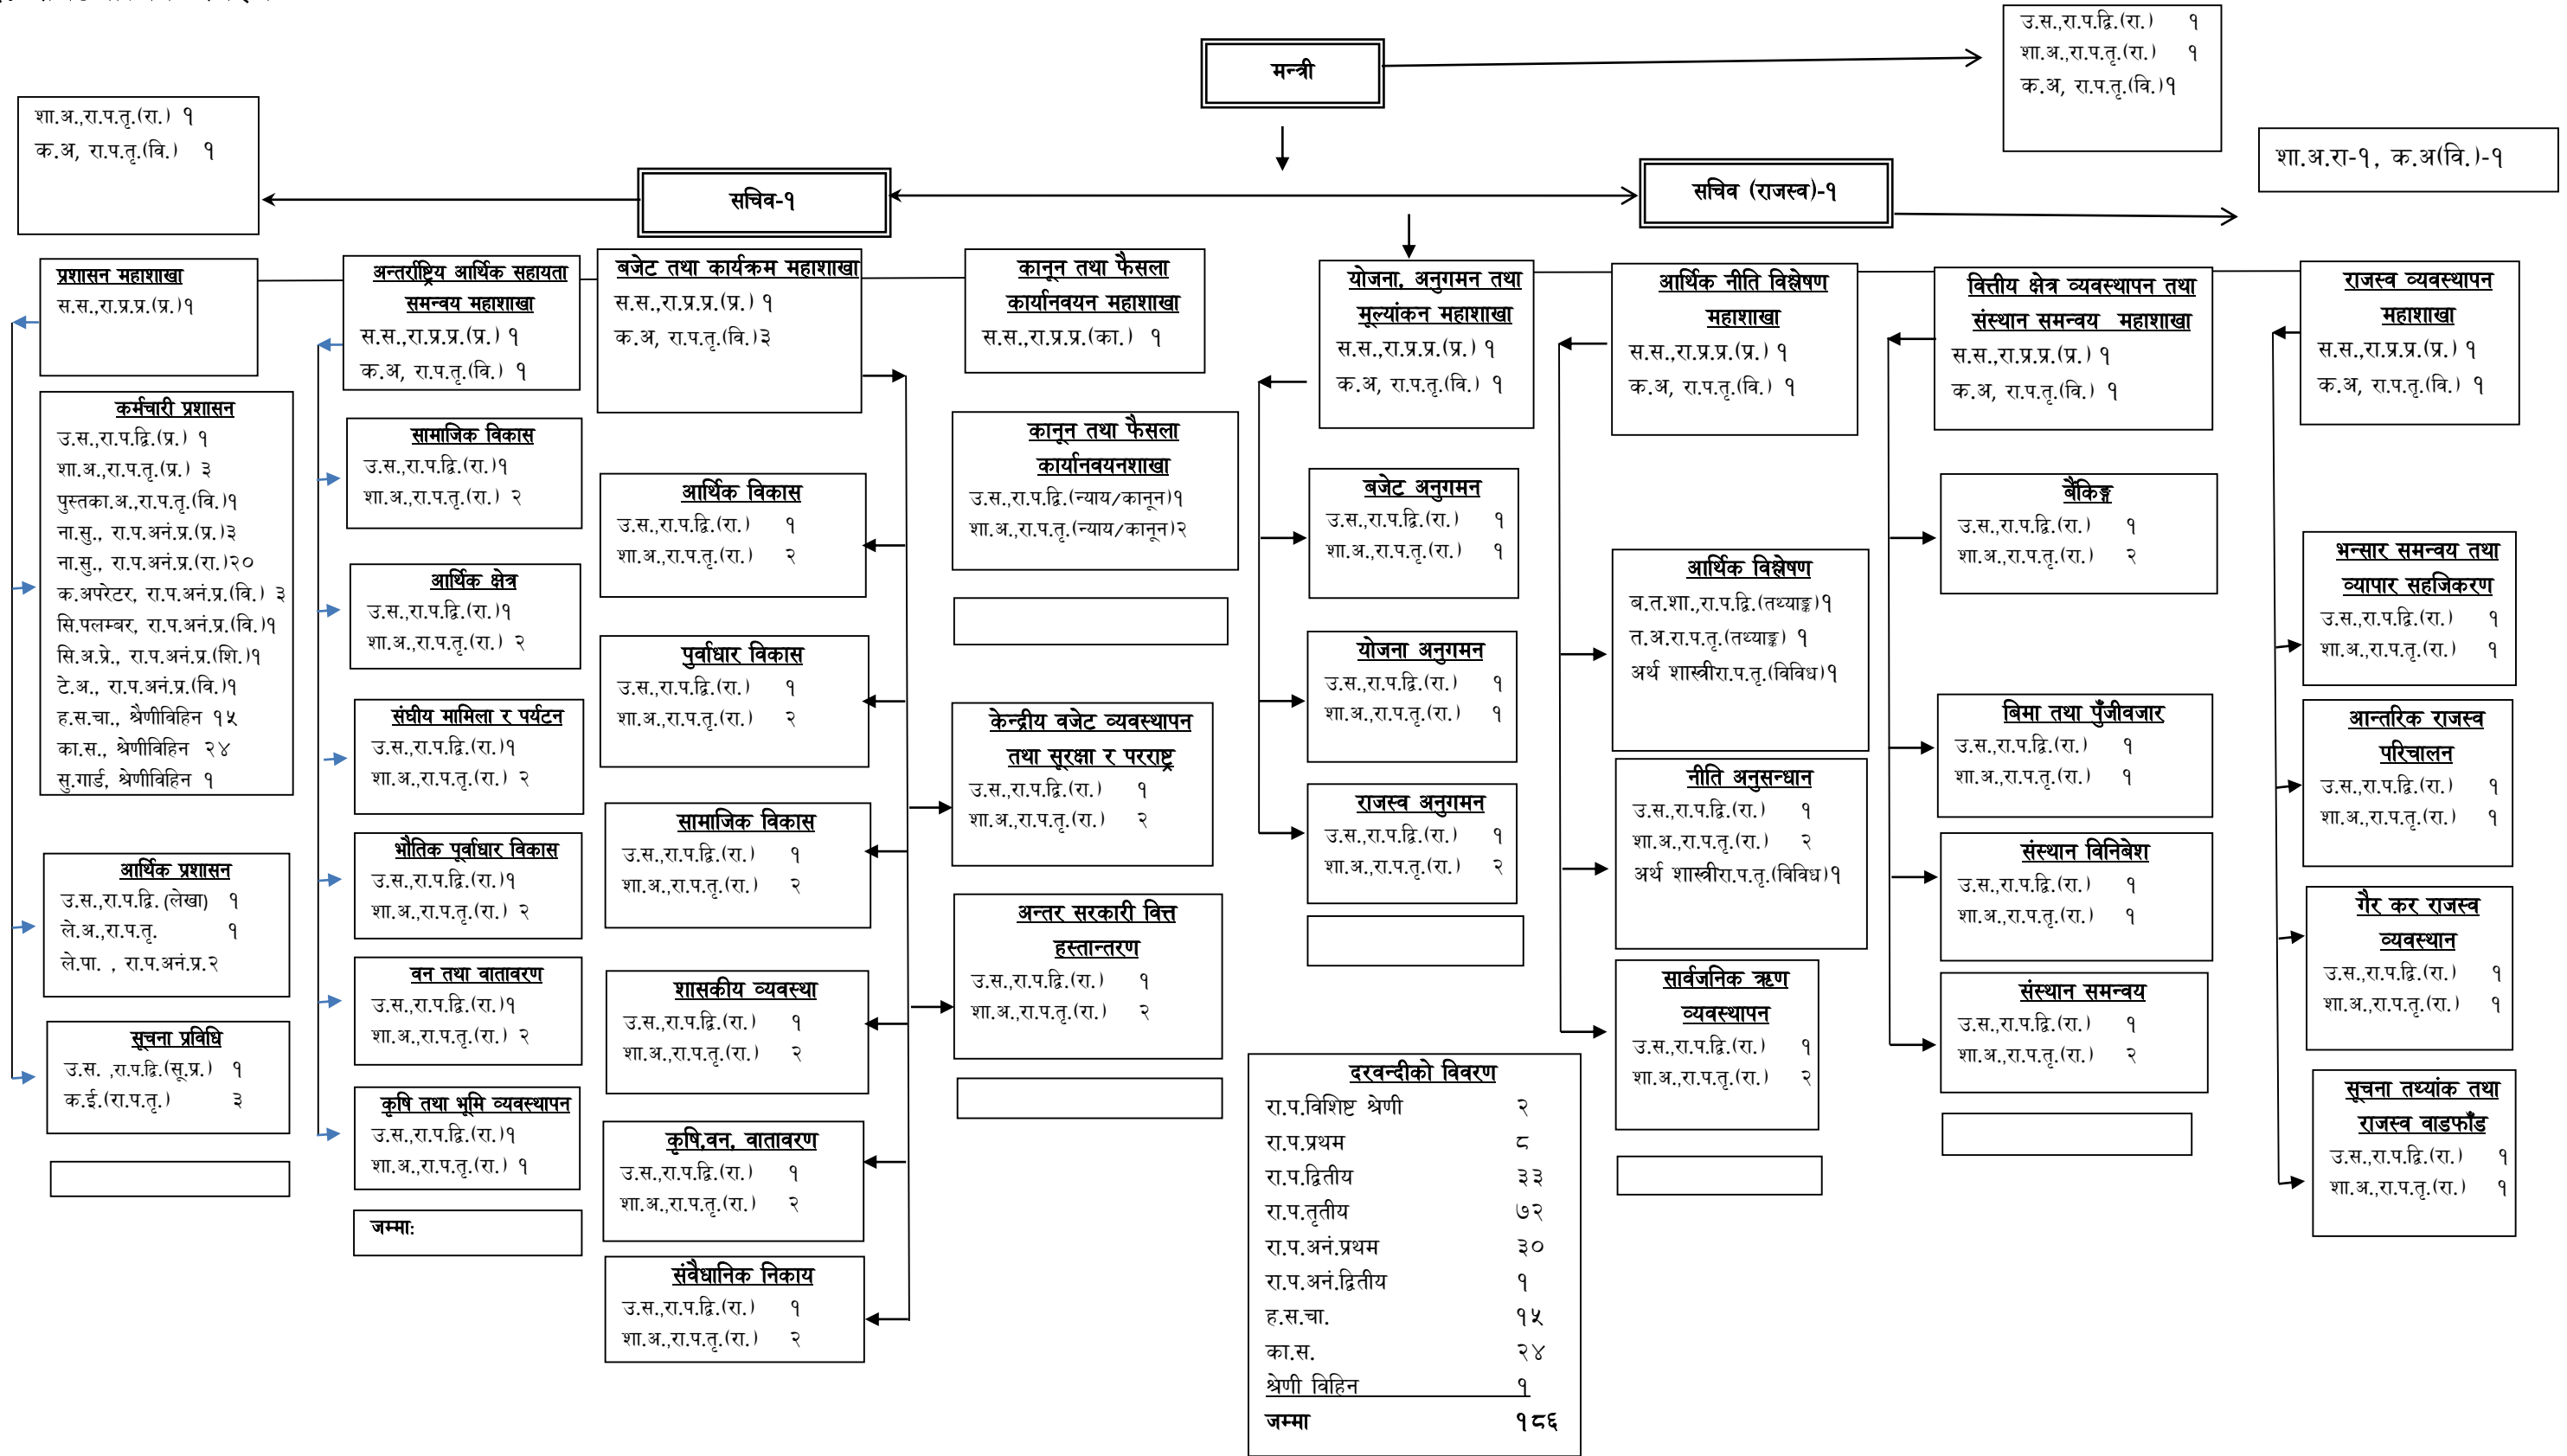 मन्त्री
उ.स.,रा.प.द्वि.(रा.) १
शा.अ.,रा.प.तृ.(रा.) १
क.अ, रा.प.तृ.(वि.)१
शा.अ.,रा.प.तृ.(रा.) १
क.अ, रा.प.तृ.(वि.) १
सचिव-१
सचिव (राजस्व)-१
शा.अ.रा-१, क.अ(वि.)-१
प्रशासन महाशाखा
स.स.,रा.प्र.प्र.(प्र.)१
कर्मचारी प्रशासन
उ.स.,रा.प.द्वि.(प्र.) १
शा.अ.,रा.प.तृ.(प्र.) ३
पुस्तका.अ.,रा.प.तृ.(वि.)१
ना.सु., रा.प.अनं.प्र.(प्र.)३
ना.सु., रा.प.अनं.प्र.(रा.)२०
क.अपरेटर, रा.प.अनं.प्र.(वि.) ३
सि.पलम्बर, रा.प.अनं.प्र.(वि.)१
सि.अ.प्रे., रा.प.अनं.प्र.(शि.)१
टे.अ., रा.प.अनं.प्र.(वि.)१
ह.स.चा., श्रैणीविहिन १५
का.स., श्रेणीविहिन २४
सु.गार्ड, श्रेणीविहिन १
आर्थिक प्रशासन
उ.स.,रा.प.द्वि.(लेखा) १
ले.अ.,रा.प.तृ. १
ले.पा. , रा.प.अनं.प्र.२
सूचना प्रविधि
उ.स. ,रा.प.द्वि.(सू.प्र.) १
क.ई.(रा.प.तृ.) ३
अन्तर्राष्ट्रिय आर्थिक सहायता
समन्वय महाशाखा
स.स.,रा.प्र.प्र.(प्र.) १
क.अ, रा.प.तृ.(वि.) १
सामाजिक विकास
उ.स.,रा.प.द्वि.(रा.)१
शा.अ.,रा.प.तृ.(रा.) २
आर्थिक क्षेत्र
उ.स.,रा.प.द्वि.(रा.)१
शा.अ.,रा.प.तृ.(रा.) २
संघीय मामिला र पर्यटन
उ.स.,रा.प.द्वि.(रा.)१
शा.अ.,रा.प.तृ.(रा.) २
भौतिक पूर्वाधार विकास
उ.स.,रा.प.द्वि.(रा.)१
शा.अ.,रा.प.तृ.(रा.) २
वन तथा वातावरण
उ.स.,रा.प.द्वि.(रा.)१
शा.अ.,रा.प.तृ.(रा.) २
कृषि तथा भूमि व्यवस्थापन
उ.स.,रा.प.द्वि.(रा.)१
शा.अ.,रा.प.तृ.(रा.) १
जम्मा:
बजेट तथा कार्यक्रम महाशाखा
स.स.,रा.प्र.प्र.(प्र.) १
क.अ, रा.प.तृ.(वि.)३
आर्थिक विकास
उ.स.,रा.प.द्वि.(रा.) १
शा.अ.,रा.प.तृ.(रा.) २
पुर्वाधार विकास
उ.स.,रा.प.द्वि.(रा.) १
शा.अ.,रा.प.तृ.(रा.) २
सामाजिक विकास
उ.स.,रा.प.द्वि.(रा.) १
शा.अ.,रा.प.तृ.(रा.) २
शासकीय व्यवस्था
उ.स.,रा.प.द्वि.(रा.) १
शा.अ.,रा.प.तृ.(रा.) २
कृषि,वन, वातावरण
उ.स.,रा.प.द्वि.(रा.) १
शा.अ.,रा.प.तृ.(रा.) २
संवैधानिक निकाय
उ.स.,रा.प.द्वि.(रा.) १
शा.अ.,रा.प.तृ.(रा.) २
कानून तथा फैसला
कार्यानवयन महाशाखा
स.स.,रा.प्र.प्र.(का.) १
कानून तथा फैसला
कार्यानवयनशाखा
उ.स.,रा.प.द्वि.(न्याय/कानून)१
शा.अ.,रा.प.तृ.(न्याय/कानून)२
केन्द्रीय वजेट व्यवस्थापन
तथा सूरक्षा र परराष्ट्र
उ.स.,रा.प.द्वि.(रा.) १
शा.अ.,रा.प.तृ.(रा.) २
अन्तर सरकारी वित्त
हस्तान्तरण
उ.स.,रा.प.द्वि.(रा.) १
शा.अ.,रा.प.तृ.(रा.) २
योजना, अनुगमन तथा
मूल्यांकन महाशाखा
स.स.,रा.प्र.प्र.(प्र.) १
क.अ, रा.प.तृ.(वि.) १
बजेट अनुगमन
उ.स.,रा.प.द्वि.(रा.) १
शा.अ.,रा.प.तृ.(रा.) १
योजना अनुगमन
उ.स.,रा.प.द्वि.(रा.) १
शा.अ.,रा.प.तृ.(रा.) १
राजस्व अनुगमन
उ.स.,रा.प.द्वि.(रा.) १
शा.अ.,रा.प.तृ.(रा.) २
दरवन्दीको विवरण
रा.प.विशिष्ट श्रेणी २
रा.प.प्रथम ८
रा.प.द्वितीय ३३
रा.प.तृतीय ७२
रा.प.अनं.प्रथम ३०
रा.प.अनं.द्वितीय १
ह.स.चा. १५
का.स. २४
श्रेणी विहिन १
जम्मा १८६
आर्थिक नीति विश्लेषण
महाशाखा
स.स.,रा.प्र.प्र.(प्र.) १
क.अ, रा.प.तृ.(वि.) १
आर्थिक विश्लेषण
ब.त.शा.,रा.प.द्वि.(तथ्याङ्क)१
त.अ.रा.प.तृ.(तथ्याङ्क) १
अर्थ शास्त्रीरा.प.तृ.(विविध)१
नीति अनुसन्धान
उ.स.,रा.प.द्वि.(रा.) १
शा.अ.,रा.प.तृ.(रा.) २
अर्थ शास्त्रीरा.प.तृ.(विविध)१
सार्वजनिक ऋण
व्यवस्थापन
उ.स.,रा.प.द्वि.(रा.) १
शा.अ.,रा.प.तृ.(रा.) २
वित्तीय क्षेत्र व्यवस्थापन तथा
संस्थान समन्वय महाशाखा
स.स.,रा.प्र.प्र.(प्र.) १
क.अ, रा.प.तृ.(वि.) १
बैंकिङ्ग
उ.स.,रा.प.द्वि.(रा.) १
शा.अ.,रा.प.तृ.(रा.) २
बिमा तथा पुँजीवजार
उ.स.,रा.प.द्वि.(रा.) १
शा.अ.,रा.प.तृ.(रा.) १
संस्थान विनिबेश
उ.स.,रा.प.द्वि.(रा.) १
शा.अ.,रा.प.तृ.(रा.) १
संस्थान समन्वय
उ.स.,रा.प.द्वि.(रा.) १
शा.अ.,रा.प.तृ.(रा.) २
राजस्व व्यवस्थापन
महाशाखा
स.स.,रा.प्र.प्र.(प्र.) १
क.अ, रा.प.तृ.(वि.) १
भन्सार समन्वय तथा
व्यापार सहजिकरण
उ.स.,रा.प.द्वि.(रा.) १
शा.अ.,रा.प.तृ.(रा.) १
आन्तरिक राजस्व
परिचालन
उ.स.,रा.प.द्वि.(रा.) १
शा.अ.,रा.प.तृ.(रा.) १
गैर कर राजस्व
व्यवस्थान
उ.स.,रा.प.द्वि.(रा.) १
शा.अ.,रा.प.तृ.(रा.) १
सूचना तथ्यांक तथा
राजस्व वाडफाँड
उ.स.,रा.प.द्वि.(रा.) १
शा.अ.,रा.प.तृ.(रा.) १